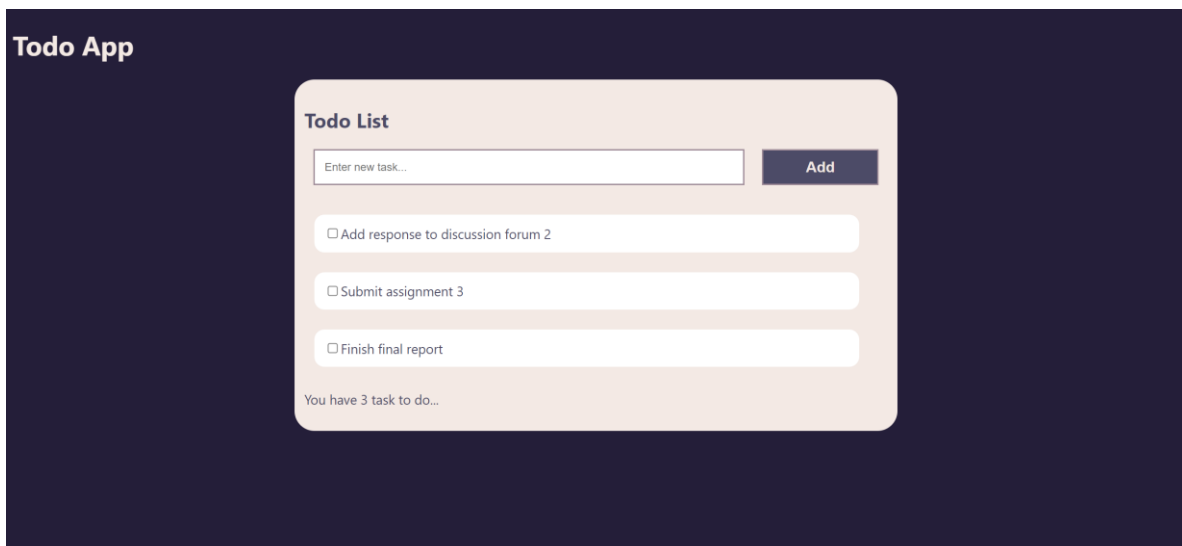 Todo App
Todo List
Enter new task...
Add
Add response to discussion forum 2
Submit assignment 3
Finish final report
You have 3 task to do...